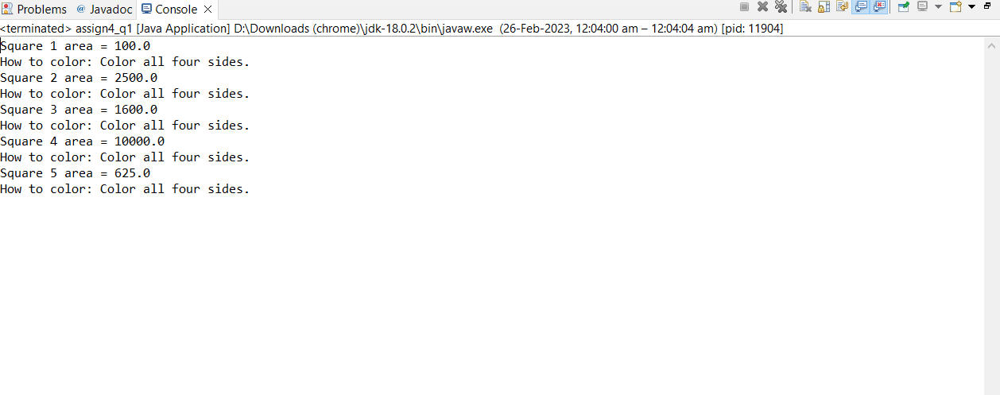 Problems @ Javadoc Console
<terminated> assign4_q1 [Java Application] D:\Downloads (chrome)\jdk-18.0.2\bin\javaw.exe (26-Feb-2023, 12:04:00 am – 12:04:04 am) [pid: 11904]
Square 1 area = 100.0
How to color: Color all four sides.
Square 2 area = 2500.0
How to color: Color all four sides.
Square 3 area = 1600.0
How to color: Color all four sides.
Square 4 area = 10000.0
How to color: Color all four sides.
Square 5 area = 625.0
How to color: Color all four sides.